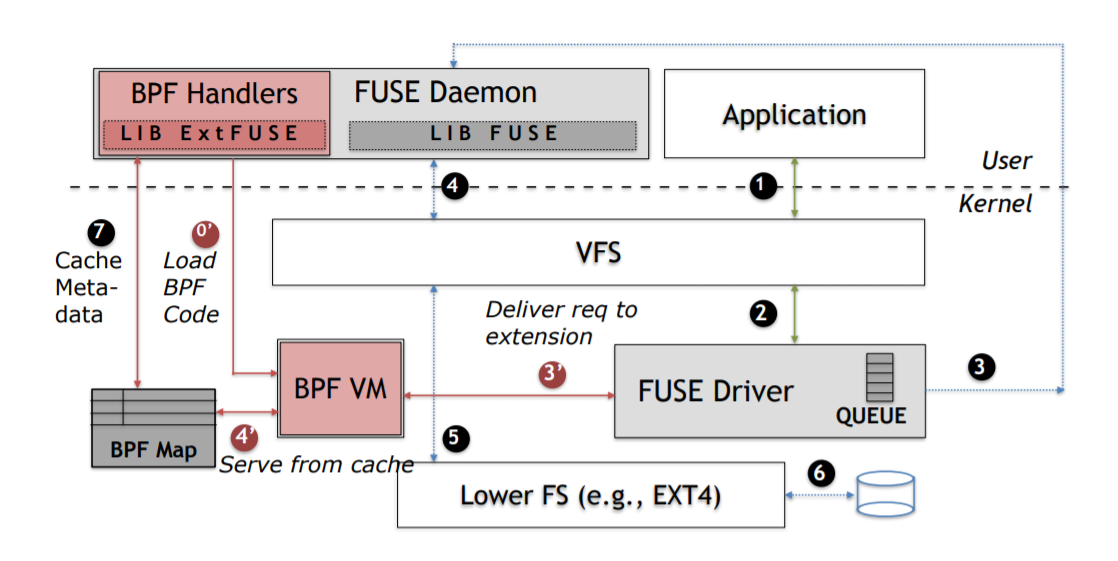 BPF Handlers
LIB ExtFUSE
FUSE Daemon
LIB FUSE
Application
User
Kernel
4
1
7
Cache
Meta-
data
0’
Load
BPF
Code
VFS
Deliver req to
extension
2
BPF VM
3’
FUSE Driver
QUEUE
3
BPF Map
4’
Serve from cache
5
Lower FS (e.g., EXT4)
6